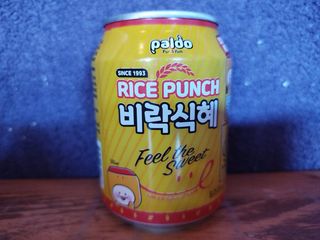 paldo
SINCE 1993
RICE PUNCH
비락식혜
Feel the
Sweet